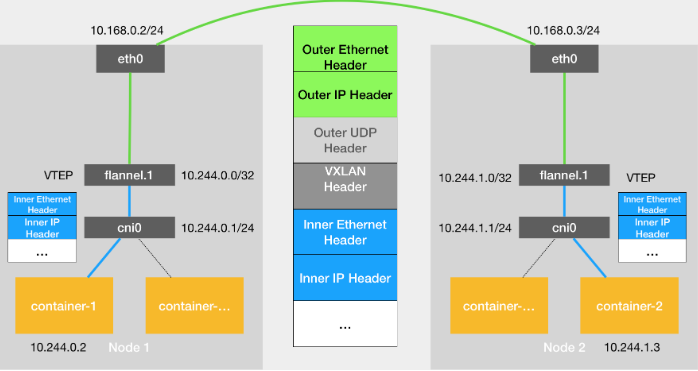 10.168.0.2/24
10.168.0.3/24
eth0
Outer Ethernet
Header
eth0
Outer IP Header
Outer UDP
Header
VTEP
flannel.1
10.244.0.0/32
VXLAN
Header
10.244.1.0/32
flannel.1
VTEP
Inner Ethernet
Header
Inner IP
Header
...
cni0
10.244.0.1/24
Inner Ethernet
Header
10.244.1.1/24
cni0
Inner Ethernet
Header
Inner IP
Header
...
Inner IP Header
...
container-1
container-...
container-...
container-2
10.244.0.2
Node 1
Node 2
10.244.1.3